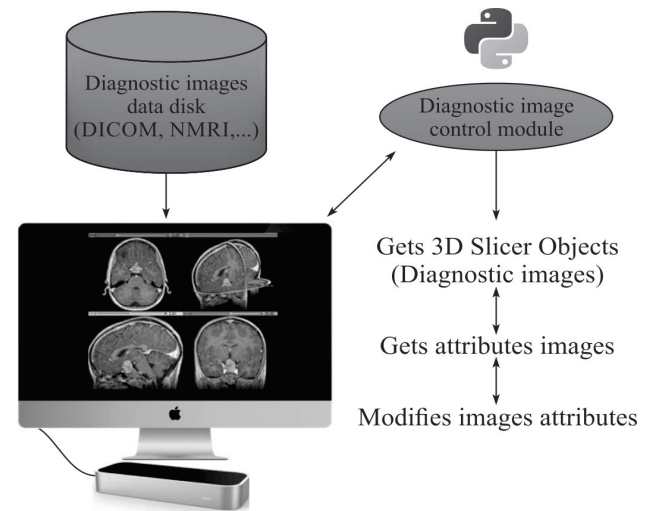 Diagnostic images
data disk
(DICOM, NMRI,...)
Diagnostic image
control module
Gets 3D Slicer Objects
(Diagnostic images)
Gets attributes images
Modifies images attributes